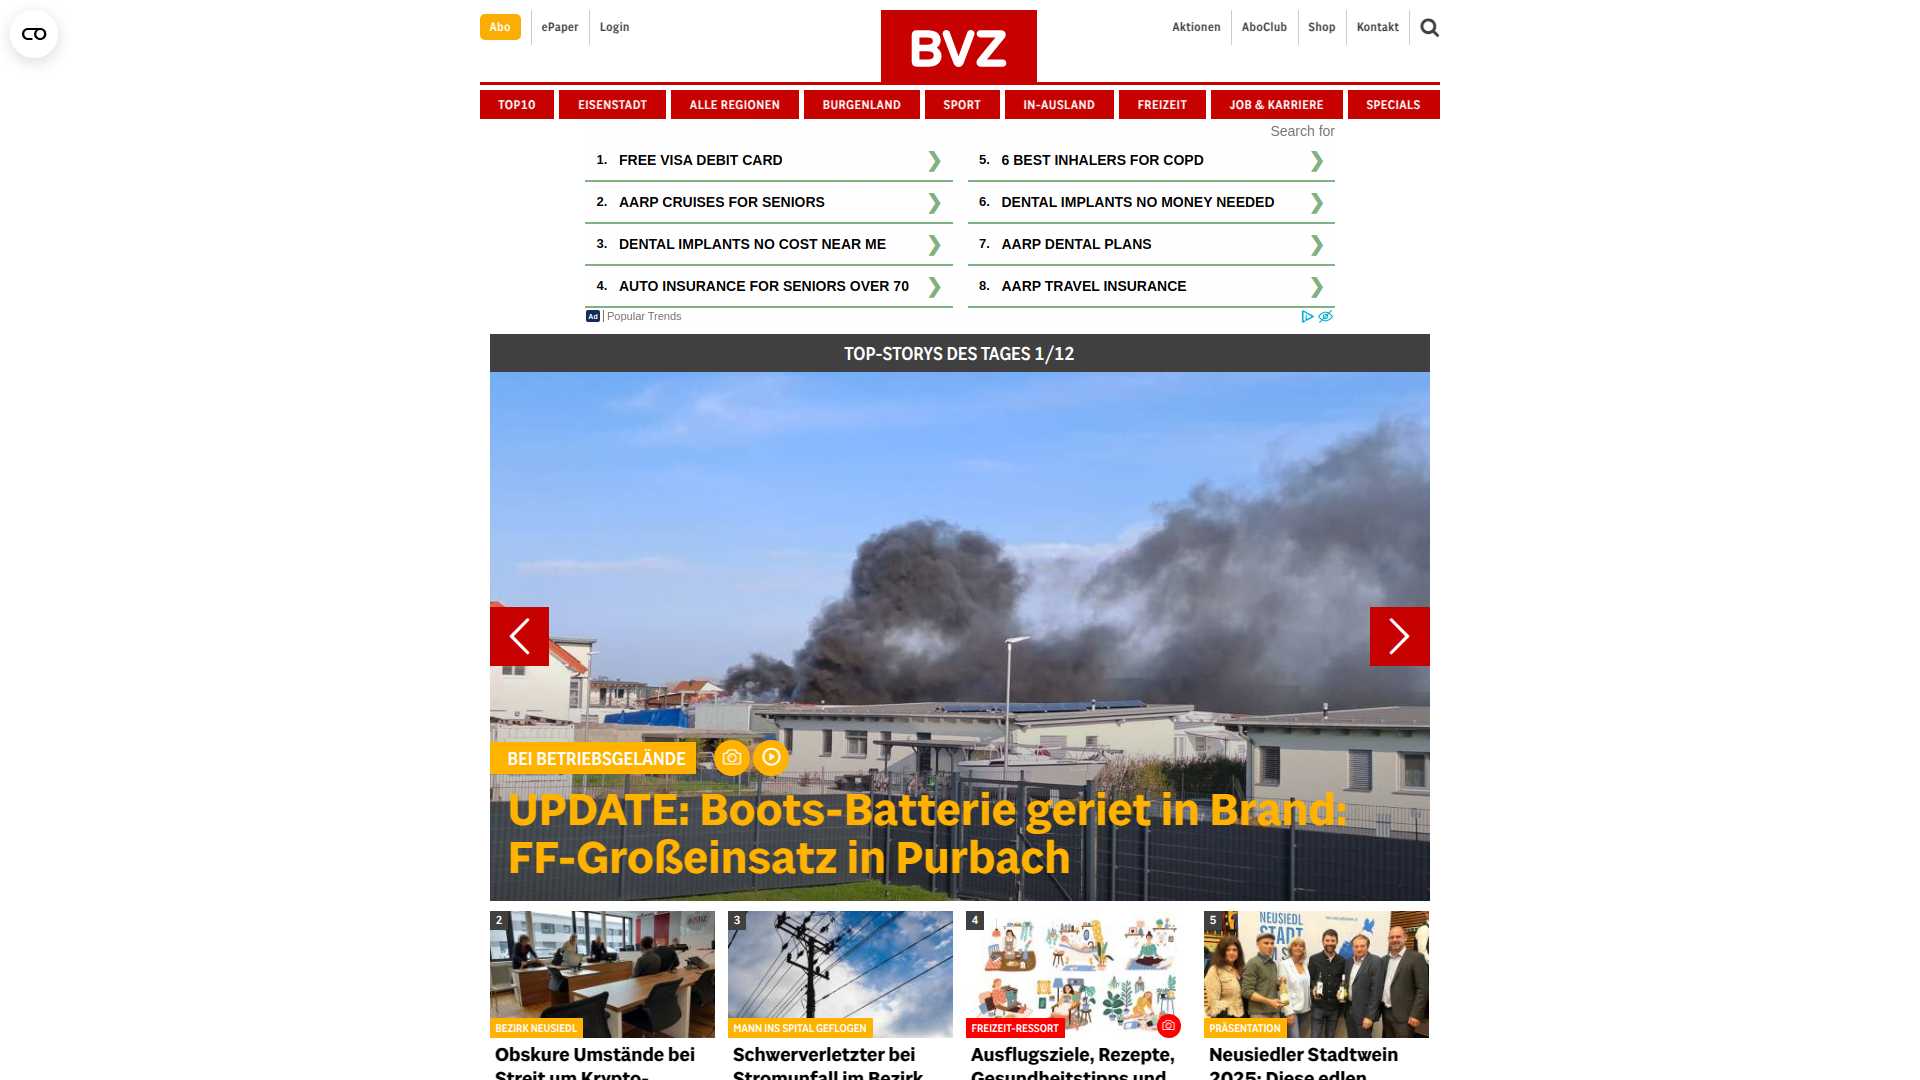 Abo
ePaper
Login
BVZ
Aktionen
AboClub
Shop
Kontakt
TOP10
EISENSTADT
ALLE REGIONEN
BURGENLAND
SPORT
IN-AUSLAND
FREIZEIT
JOB & KARRIERE
SPECIALS
Search for
1. FREE VISA DEBIT CARD
2. AARP CRUISES FOR SENIORS
3. DENTAL IMPLANTS NO COST NEAR ME
4. AUTO INSURANCE FOR SENIORS OVER 70
5. 6 BEST INHALERS FOR COPD
6. DENTAL IMPLANTS NO MONEY NEEDED
7. AARP DENTAL PLANS
8. AARP TRAVEL INSURANCE
Ad | Popular Trends
TOP-STORYS DES TAGES 1/12
BEI BETRIEBSGELÄNDE
UPDATE: Boots-Batterie geriet in Brand:
FF-Großeinsatz in Purbach
2
BEZIRK NEUSIEDL
Obskure Umstände bei
Streit um Krypto-
3
MANN INS SPITAL GEFLOGEN
Schwerverletzter bei
Stromunfall im Bezirk
4
FREIZEIT-RESSORT
Ausflugsziele, Rezepte,
Gesundheitstipps und
5
NEUSIEDL
STADT
PRÄSENTATION
Neusiedler Stadtwein
2025: Diese edlen